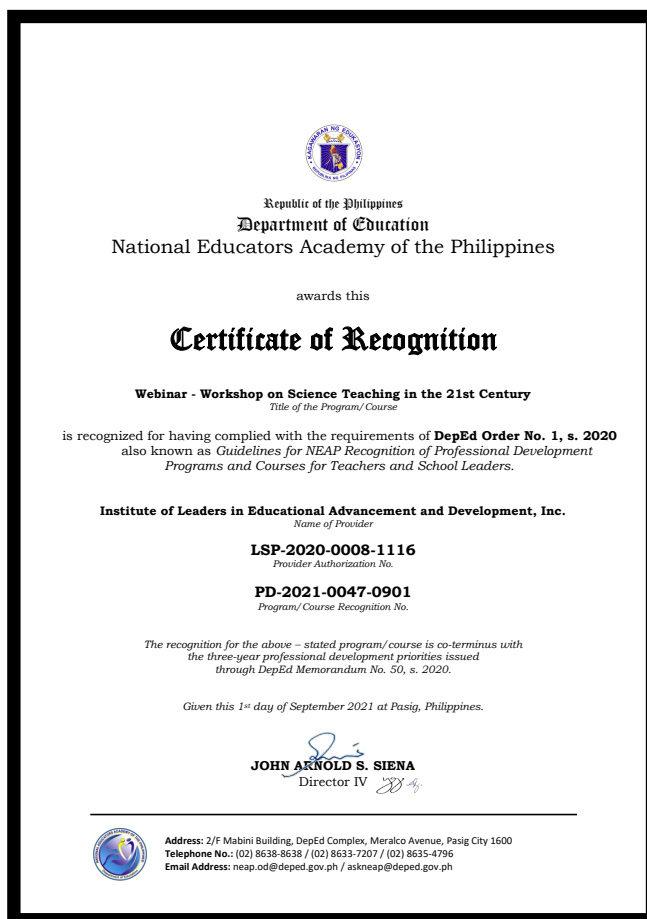 KAGAWARAN NG EDUKASYON
REPUBLIKA NG PILIPINAS
Republic of the Philippines
Department of Education
National Educators Academy of the Philippines
awards this
Certificate of Recognition
Webinar - Workshop on Science Teaching in the 21st Century
Title of the Program/Course
is recognized for having complied with the requirements of DepEd Order No. 1, s. 2020
also known as Guidelines for NEAP Recognition of Professional Development
Programs and Courses for Teachers and School Leaders.
Institute of Leaders in Educational Advancement and Development, Inc.
Name of Provider
LSP-2020-0008-1116
Provider Authorization No.
PD-2021-0047-0901
Program/Course Recognition No.
The recognition for the above – stated program/course is co-terminus with
the three-year professional development priorities issued
through DepEd Memorandum No. 50, s. 2020.
Given this 1st day of September 2021 at Pasig, Philippines.
JOHN ARNOLD S. SIENA
Director IV
Address: 2/F Mabini Building, DepEd Complex, Meralco Avenue, Pasig City 1600
Telephone No.: (02) 8638-8638 / (02) 8633-7207 / (02) 8635-4796
Email Address: neap.od@deped.gov.ph / askneap@deped.gov.ph